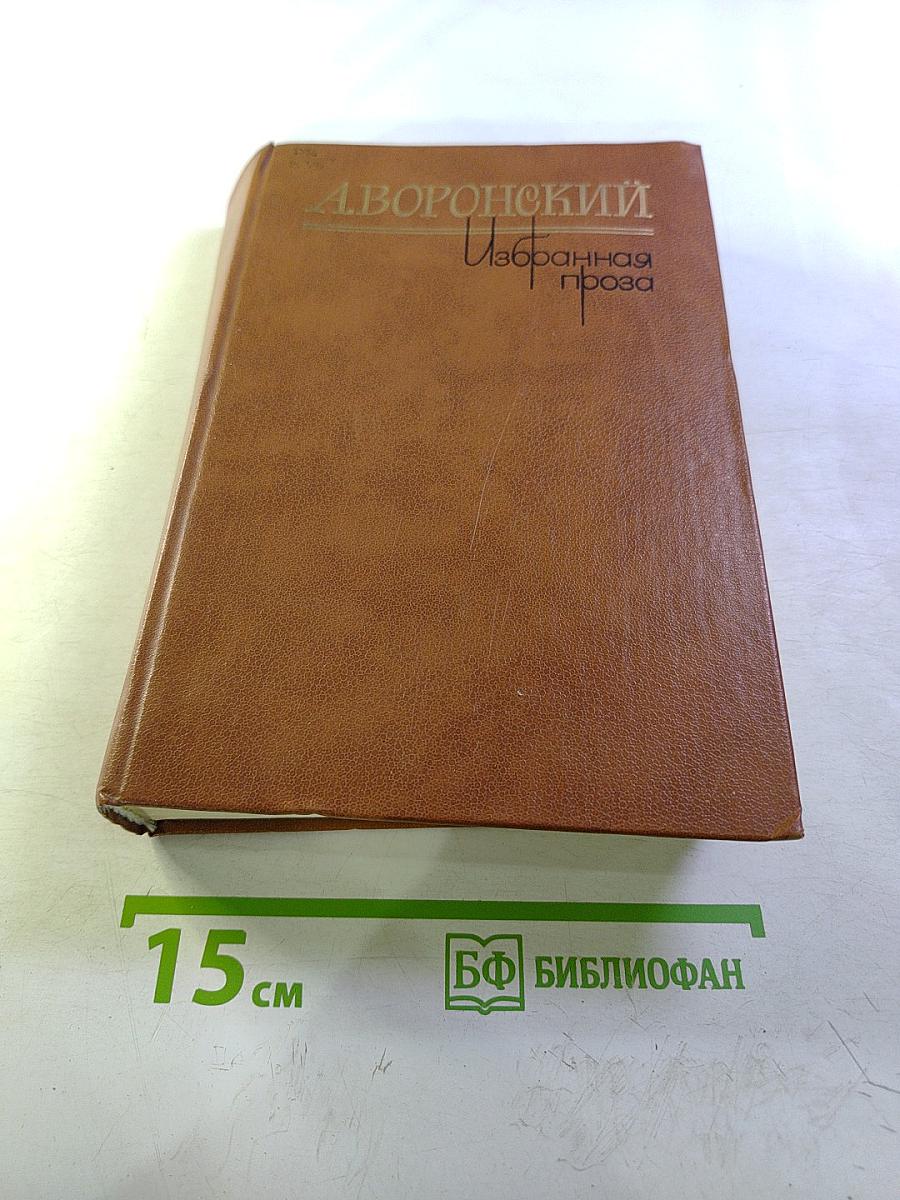 А.ВОРОНСКИЙ
Избранная
проза
15 см
БФ БИБЛИОФАН